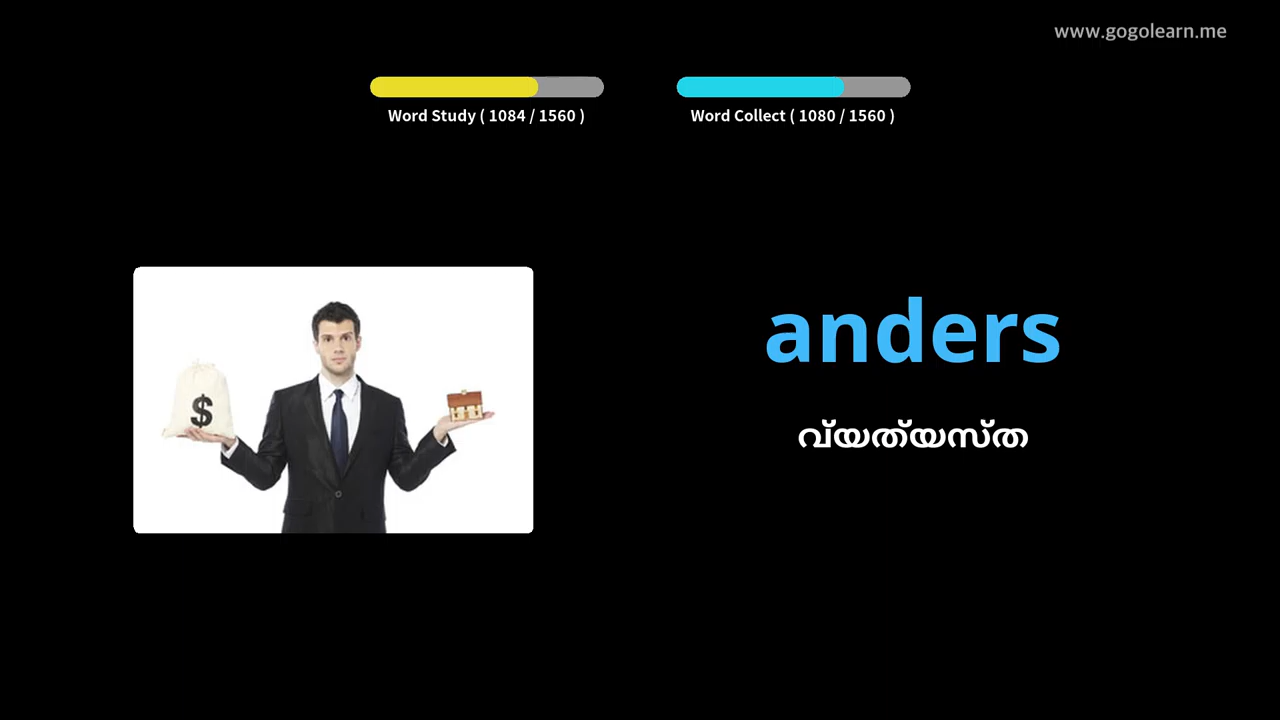 www.gogolearn.me
Word Study ( 1084 / 1560 )
Word Collect ( 1080 / 1560 )
$
anders
വ്യത്യസ്ത